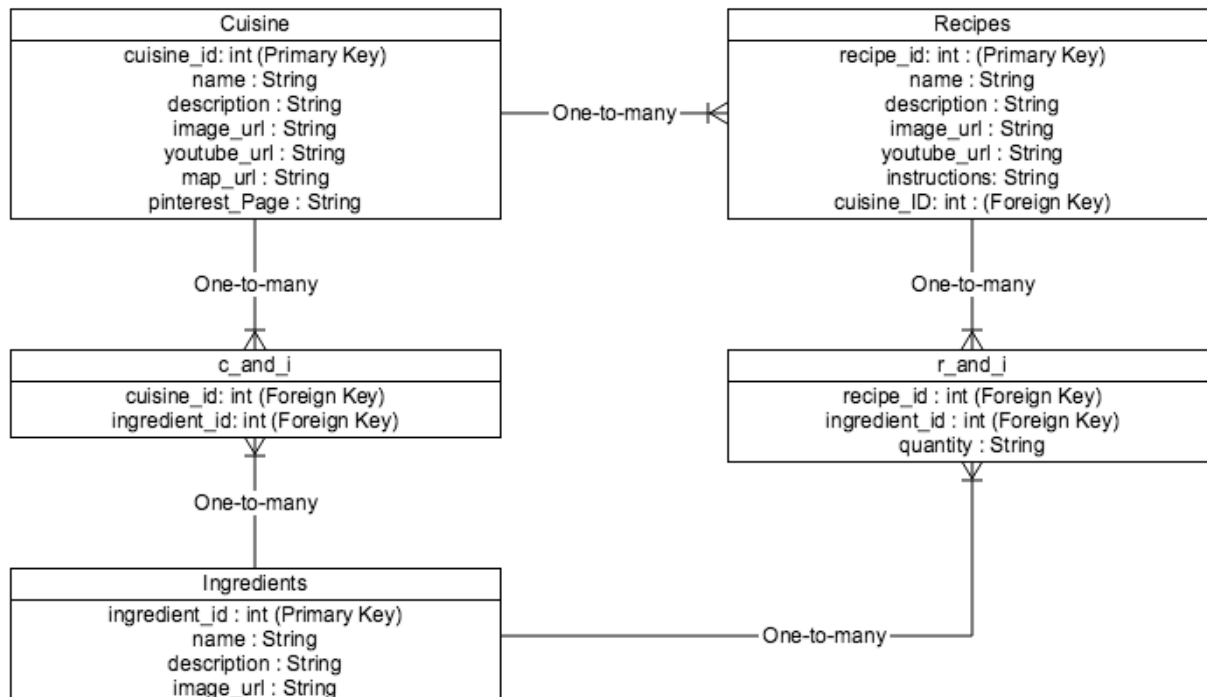 Cuisine
cuisine_id: int (Primary Key)
name : String
description : String
image_url : String
youtube_url : String
map_url : String
pinterest_Page : String
One-to-many
Recipes
recipe_id: int : (Primary Key)
name : String
description : String
image_url : String
youtube_url : String
instructions: String
cuisine_ID: int : (Foreign Key)
One-to-many
One-to-many
c_and_i
cuisine_id: int (Foreign Key)
ingredient_id: int (Foreign Key)
r_and_i
recipe_id : int (Foreign Key)
ingredient_id : int (Foreign Key)
quantity : String
One-to-many
Ingredients
ingredient_id : int (Primary Key)
name : String
description : String
image_url : String
One-to-many